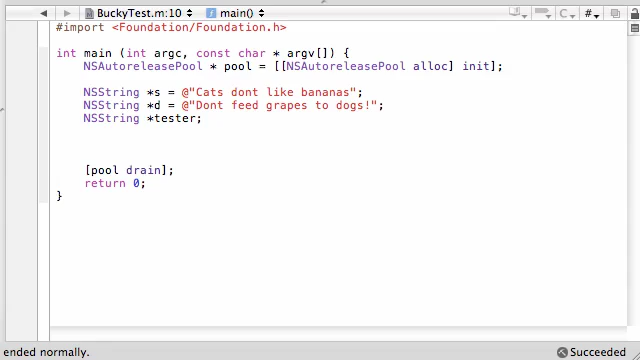 BuckyTest.m:10 main() C #
#import <Foundation/Foundation.h>
int main (int argc, const char * argv[]) {
NSAutoreleasePool * pool = [[NSAutoreleasePool alloc] init];
NSString *s = @"Cats dont like bananas";
NSString *d = @"Dont feed grapes to dogs!";
NSString *tester;
[pool drain];
return 0;
}
ended normally. Succeeded